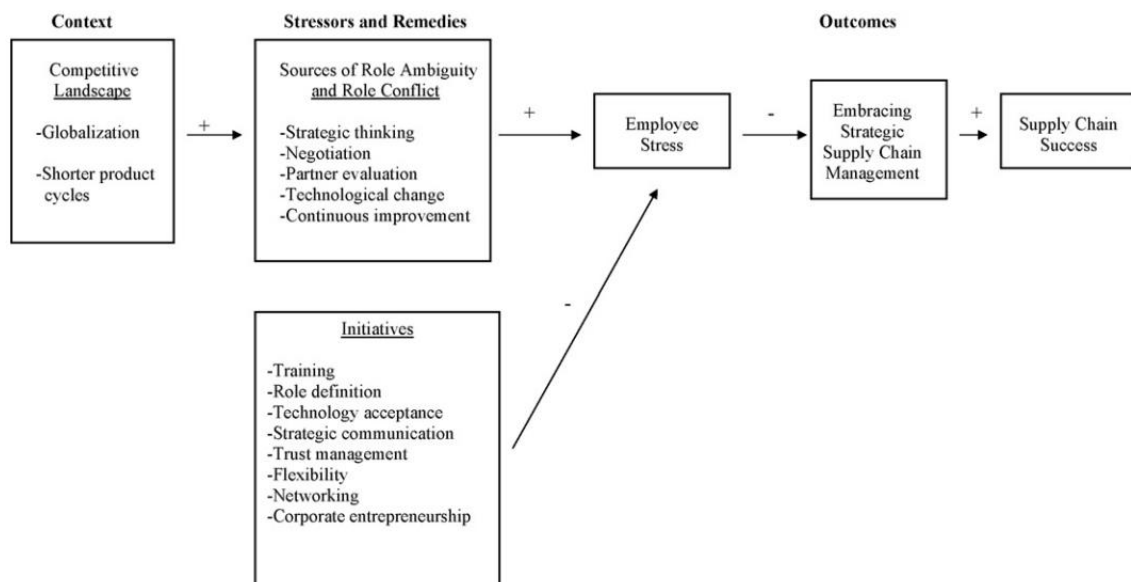 Context
Stressors and Remedies
Outcomes
Competitive
Landscape
-Globalization
-Shorter product
cycles
+
Sources of Role Ambiguity
and Role Conflict
-Strategic thinking
-Negotiation
-Partner evaluation
-Technological change
-Continuous improvement
+
Employee
Stress
-
Embracing
Strategic
Supply Chain
Management
+
Supply Chain
Success
-
Initiatives
-Training
-Role definition
-Technology acceptance
-Strategic communication
-Trust management
-Flexibility
-Networking
-Corporate entrepreneurship